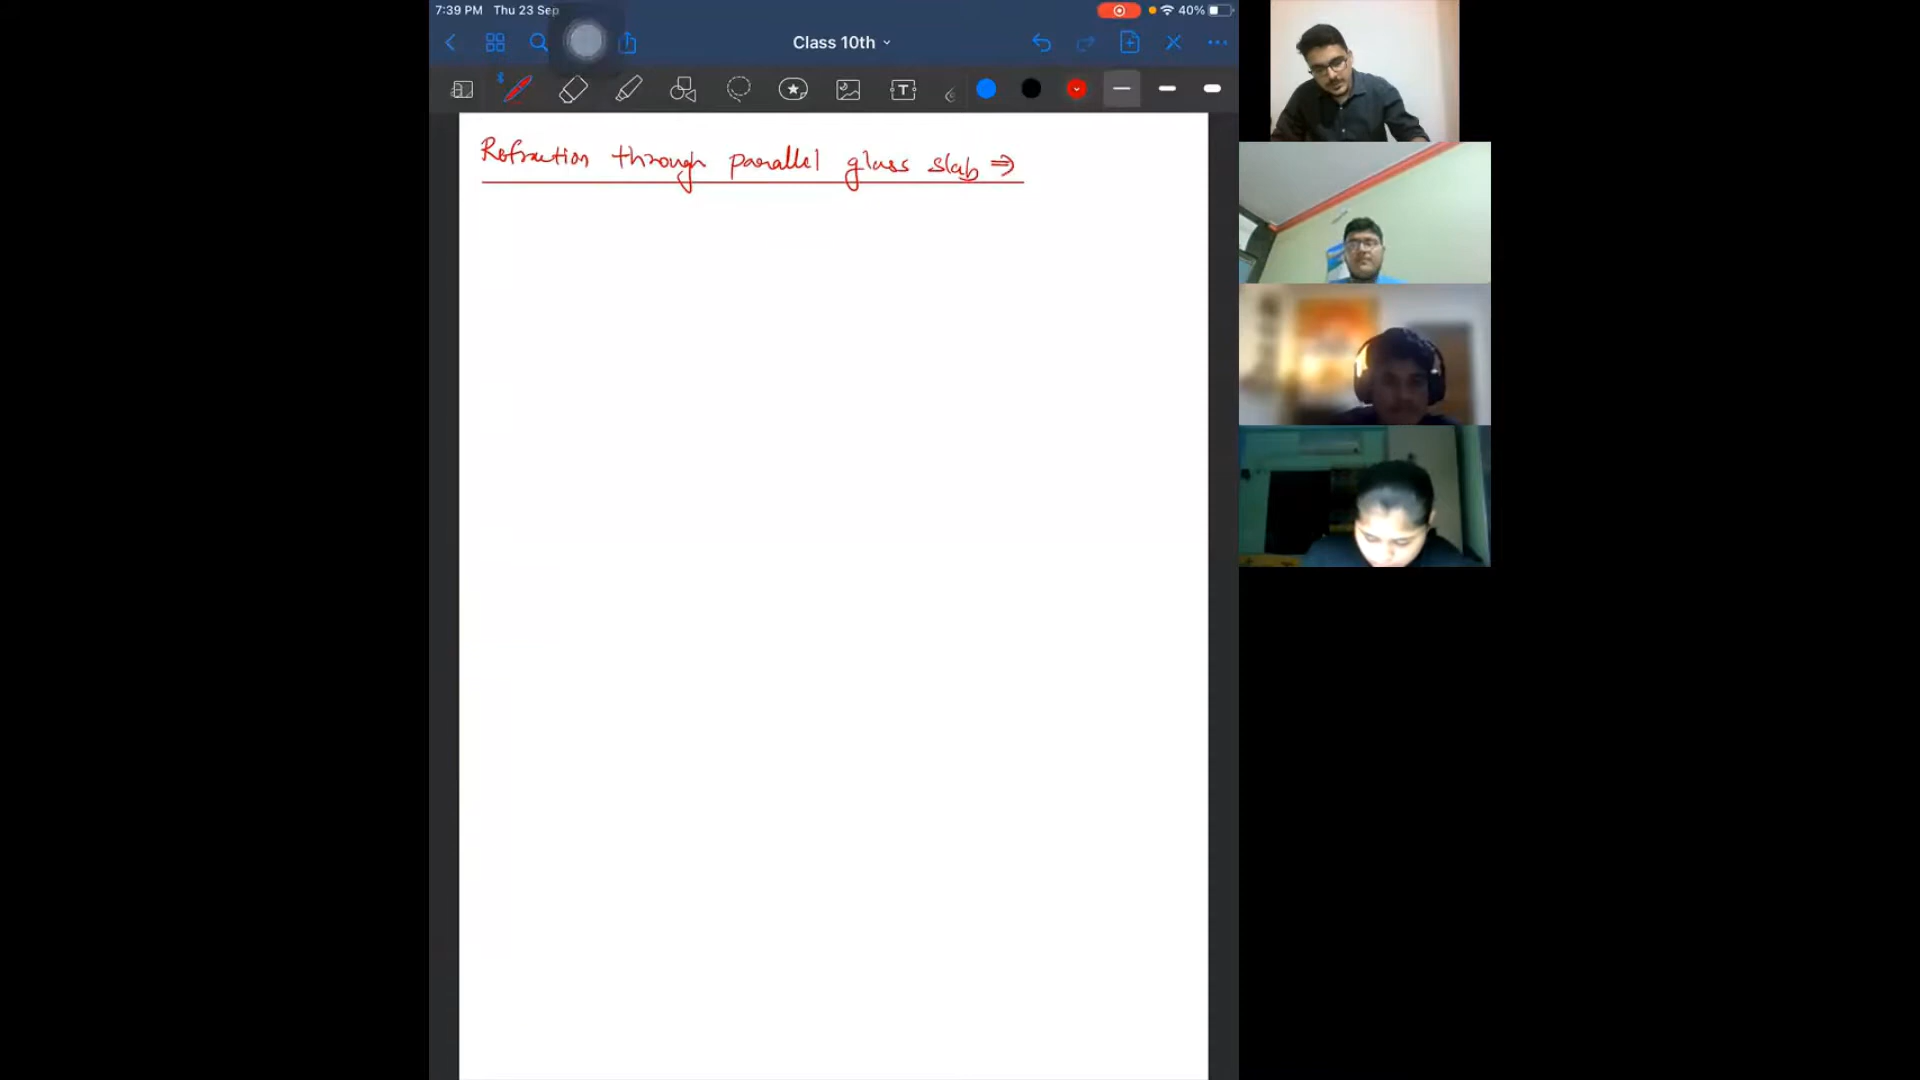 7:39 PM Thu 23 Sep
40%
Class 10th
T
Refraction through parallel glass slab ⇒